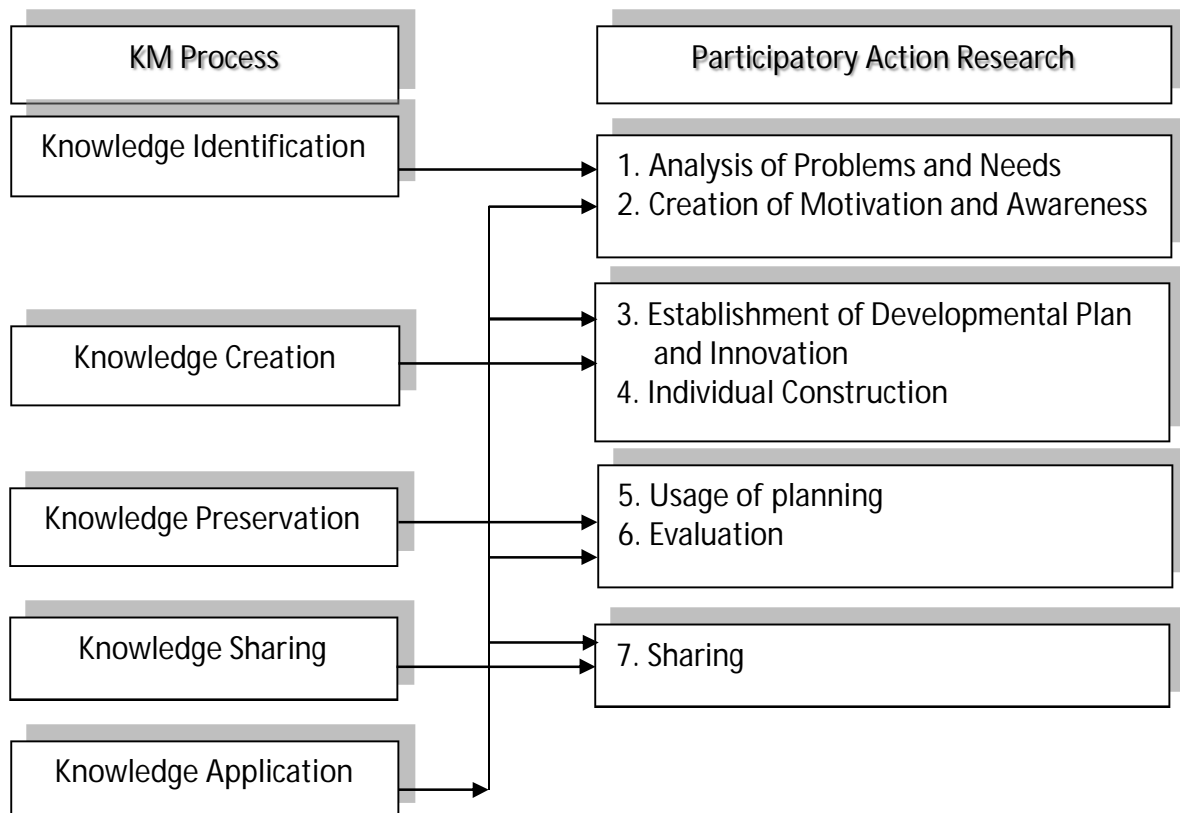 KM Process
Participatory Action Research
Knowledge Identification
1. Analysis of Problems and Needs
2. Creation of Motivation and Awareness
Knowledge Creation
3. Establishment of Developmental Plan
and Innovation
4. Individual Construction
Knowledge Preservation
5. Usage of planning
6. Evaluation
Knowledge Sharing
7. Sharing
Knowledge Application